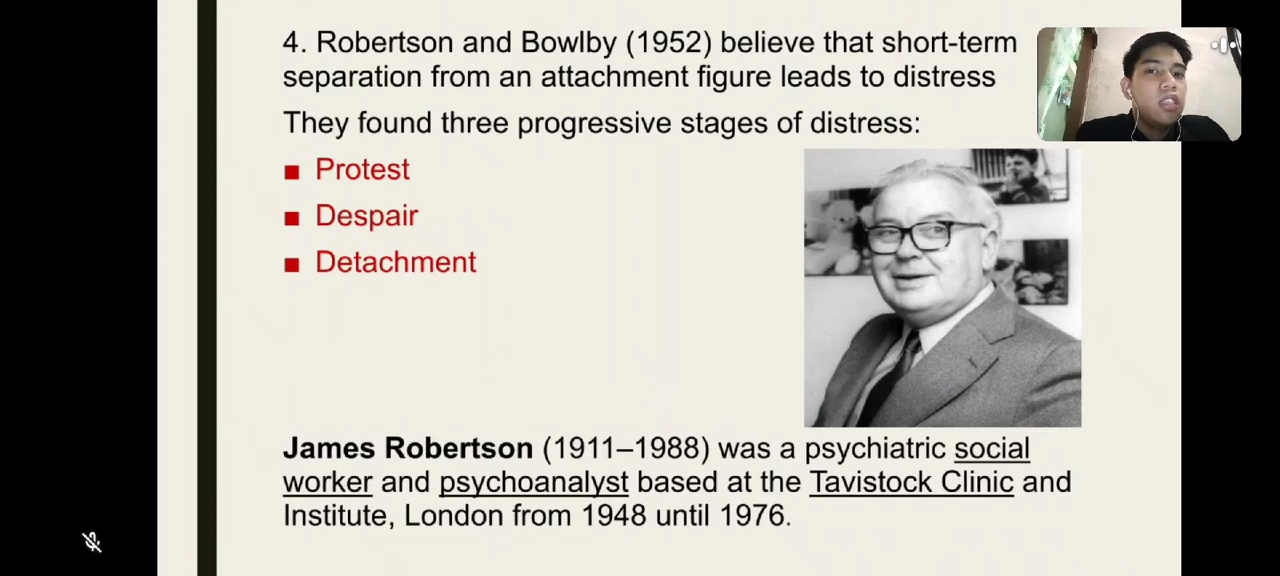 4. Robertson and Bowlby (1952) believe that short-term
separation from an attachment figure leads to distress
They found three progressive stages of distress:
■ Protest
■ Despair
■ Detachment
James Robertson (1911–1988) was a psychiatric social
worker and psychoanalyst based at the Tavistock Clinic and
Institute, London from 1948 until 1976.